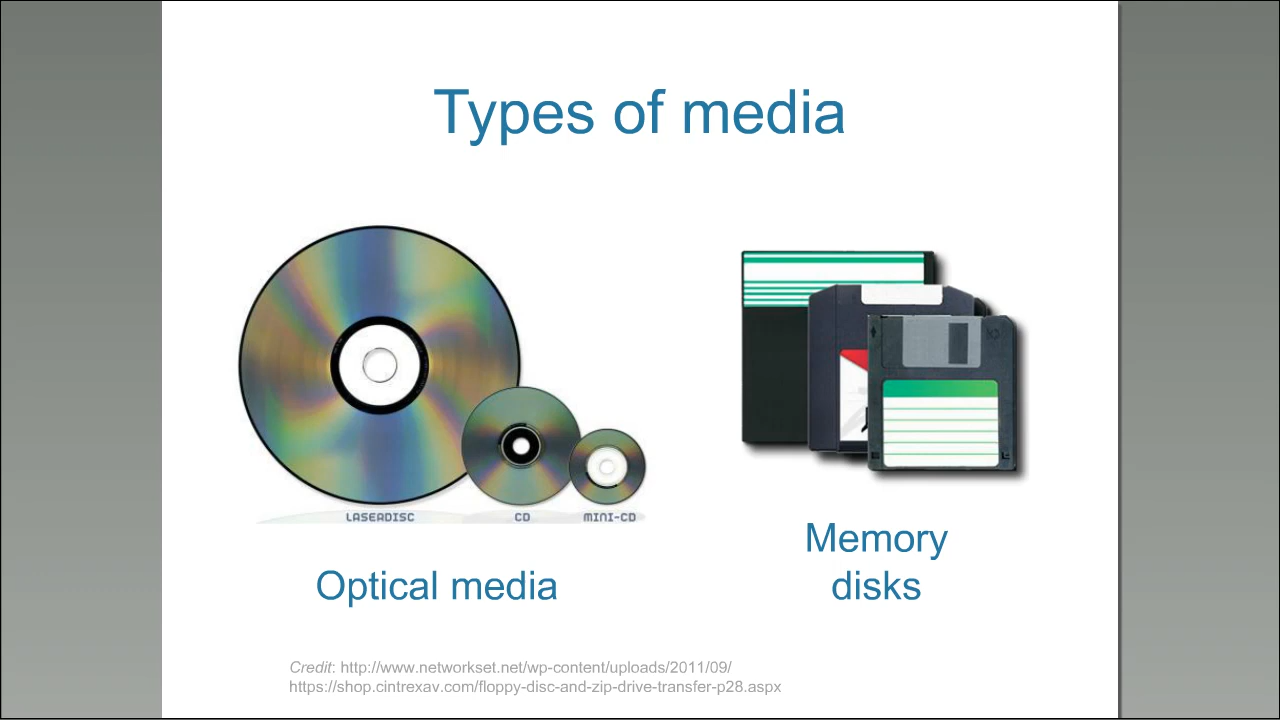 Types of media
LASERDISC
CD
MINI-CD
Optical media
Memory
disks
Credit: http://www.networkset.net/wp-content/uploads/2011/09/
https://shop.cintrexav.com/floppy-disc-and-zip-drive-transfer-p28.aspx